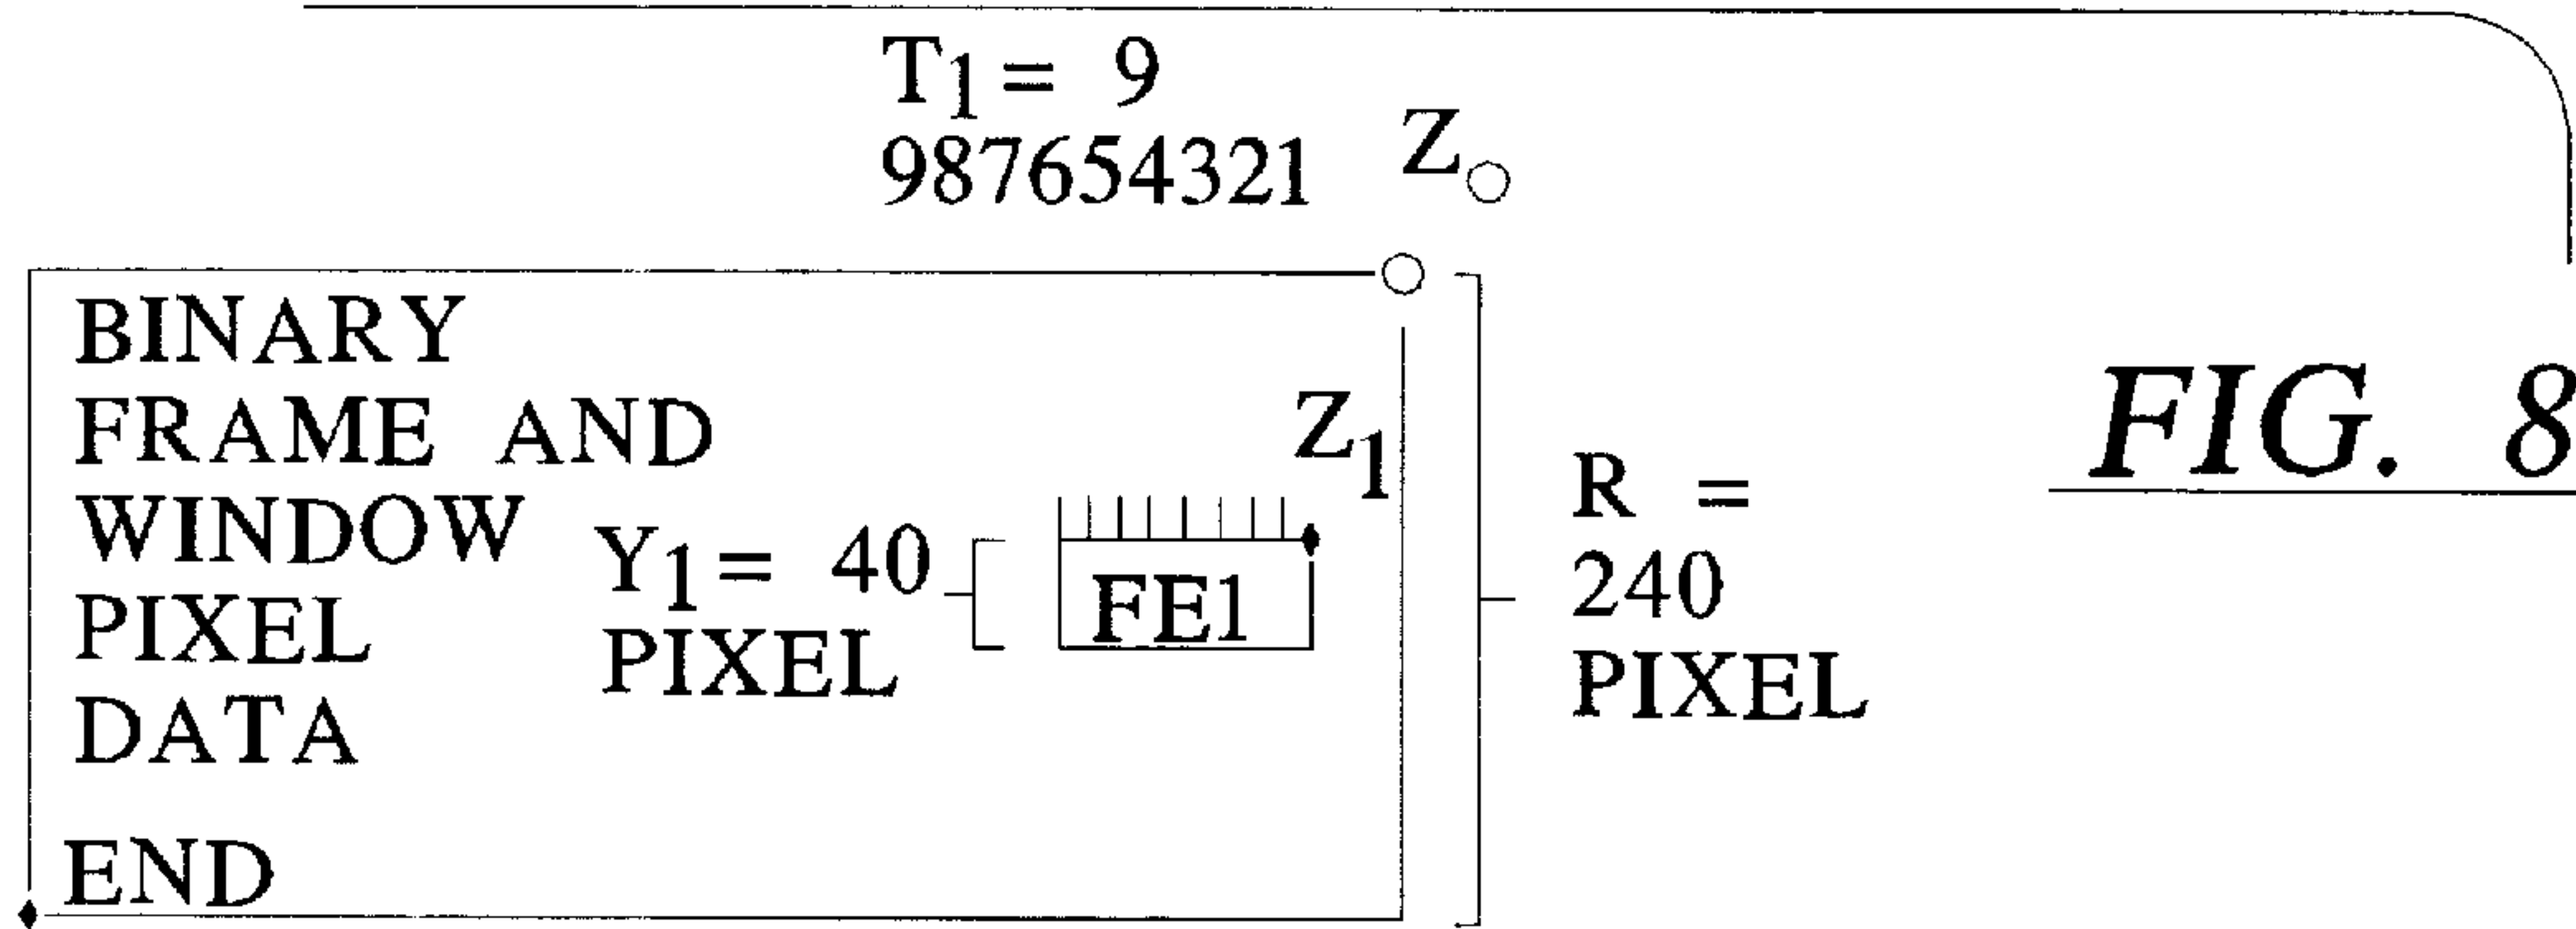 T₁ = 9
987654321
Z₀
BINARY
FRAME AND
WINDOW
PIXEL
DATA
END
Y₁ = 40
PIXEL
FE1
Z₁
R =
240
PIXEL
FIG. 8